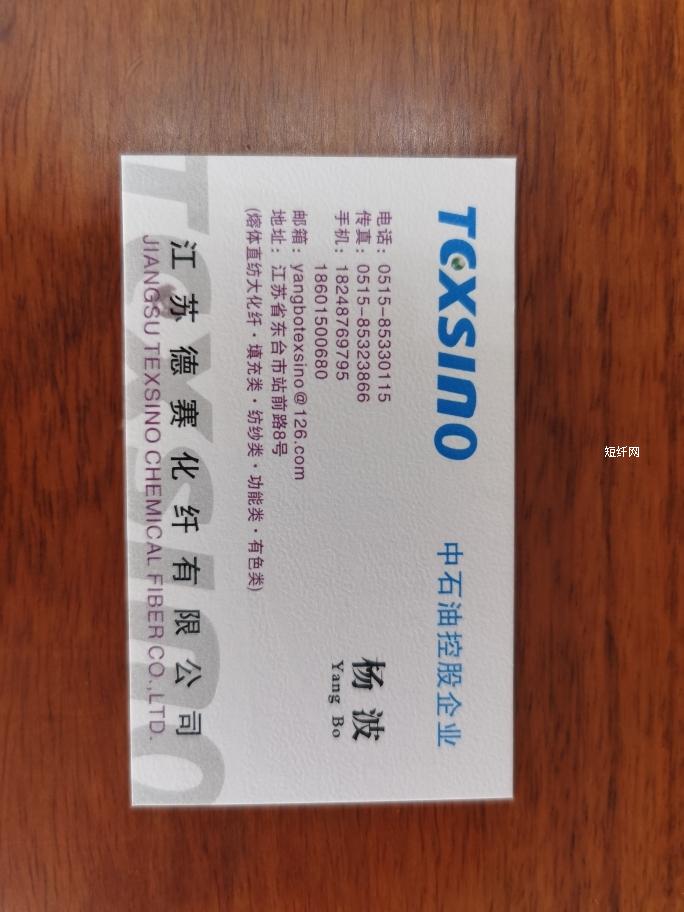 TEXSINO
中石油控股企业
杨波
Yang Bo
电话：0515-85330115
传真：0515-85323866
手机：18248769795
18601500680
邮箱：yangbotexsino@126.com
地址：江苏省东台市站前路8号
(熔体直纺大化纤·填充类·纺纱类·功能类·有色类)
江苏德赛化纤有限公司
JIANGSU TEXSINO CHEMICAL FIBER CO.,LTD.
Texsino
短纤网